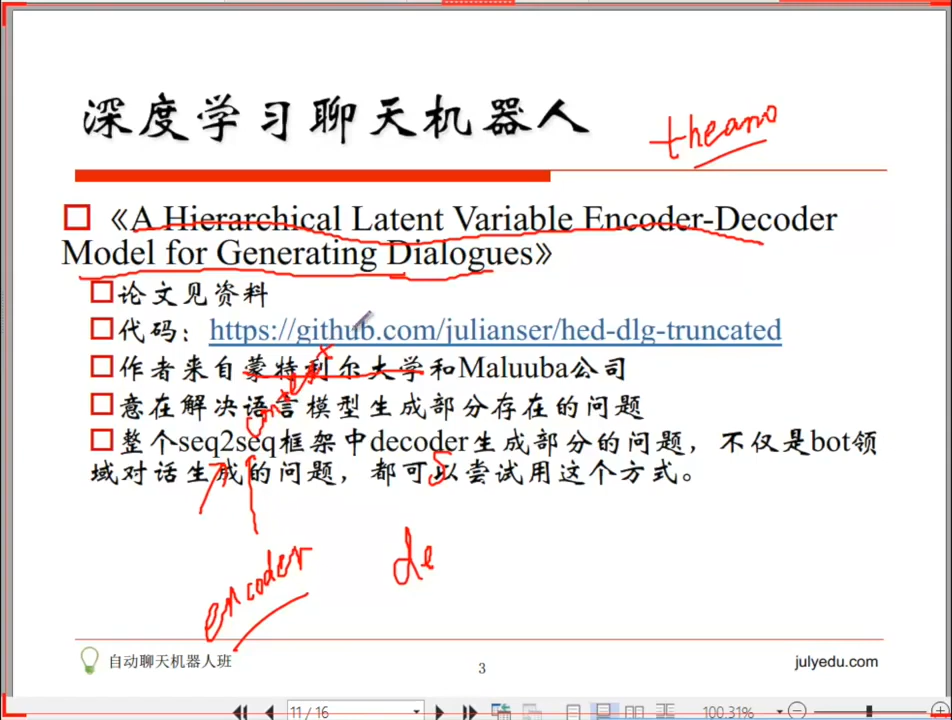 深度学习聊天机器人
theano
《A Hierarchical Latent Variable Encoder-Decoder
Model for Generating Dialogues》
论文见资料
代码：https://github.com/julianser/hed-dlg-truncated
作者来自蒙特利尔大学和Maluuba公司
context
意在解决语言模型生成部分存在的问题
整个seq2seq框架中decoder生成部分的问题，不仅是bot领
域对话生成的问题，都可以尝试用这个方式。
encoder
de
自动聊天机器人班
3
julyedu.com
11 / 16
100.31%